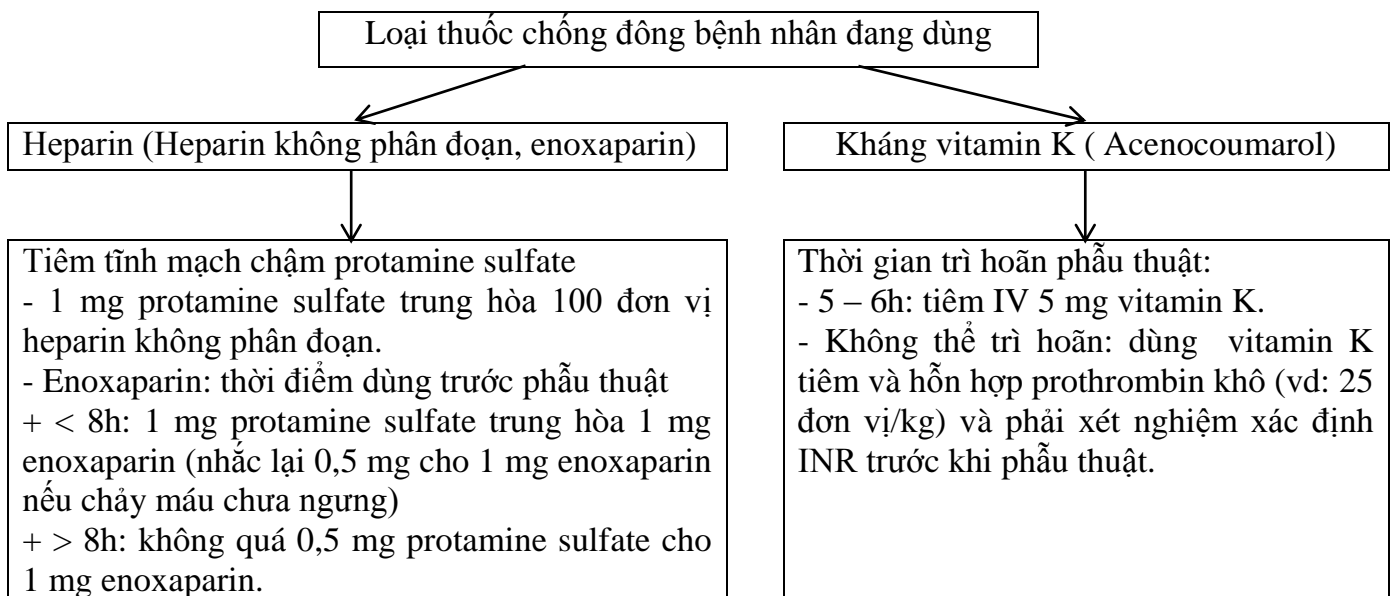 Loại thuốc chống đông bệnh nhân đang dùng
Heparin (Heparin không phân đoạn, enoxaparin)
Kháng vitamin K ( Acenocoumarol)
Tiêm tĩnh mạch chậm protamine sulfate
- 1 mg protamine sulfate trung hòa 100 đơn vị
heparin không phân đoạn.
- Enoxaparin: thời điểm dùng trước phẫu thuật
+ < 8h: 1 mg protamine sulfate trung hòa 1 mg
enoxaparin (nhắc lại 0,5 mg cho 1 mg enoxaparin
nếu chảy máu chưa ngưng)
+ > 8h: không quá 0,5 mg protamine sulfate cho
1 mg enoxaparin.
Thời gian trì hoãn phẫu thuật:
- 5 – 6h: tiêm IV 5 mg vitamin K.
- Không thể trì hoãn: dùng vitamin K
tiêm và hỗn hợp prothrombin khô (vd: 25
đơn vị/kg) và phải xét nghiệm xác định
INR trước khi phẫu thuật.